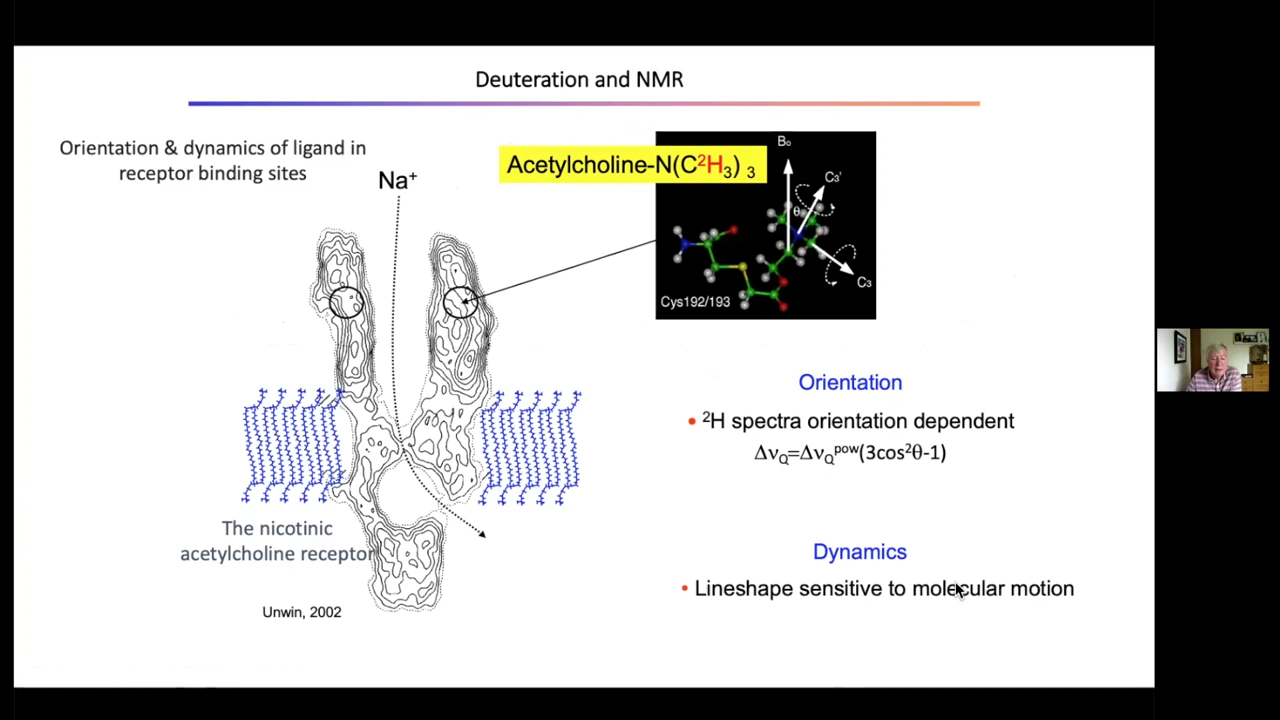 Deuteration and NMR
Orientation & dynamics of ligand in
receptor binding sites
Na⁺
Acetylcholine-N(C²H₃) ₃
B₀
C₃'
θ
C₃
Cys192/193
Orientation
• ²H spectra orientation dependent
Δν_Q=Δν_Q^pow(3cos²θ-1)
The nicotinic
acetylcholine receptor
Dynamics
• Lineshape sensitive to molecular motion
Unwin, 2002